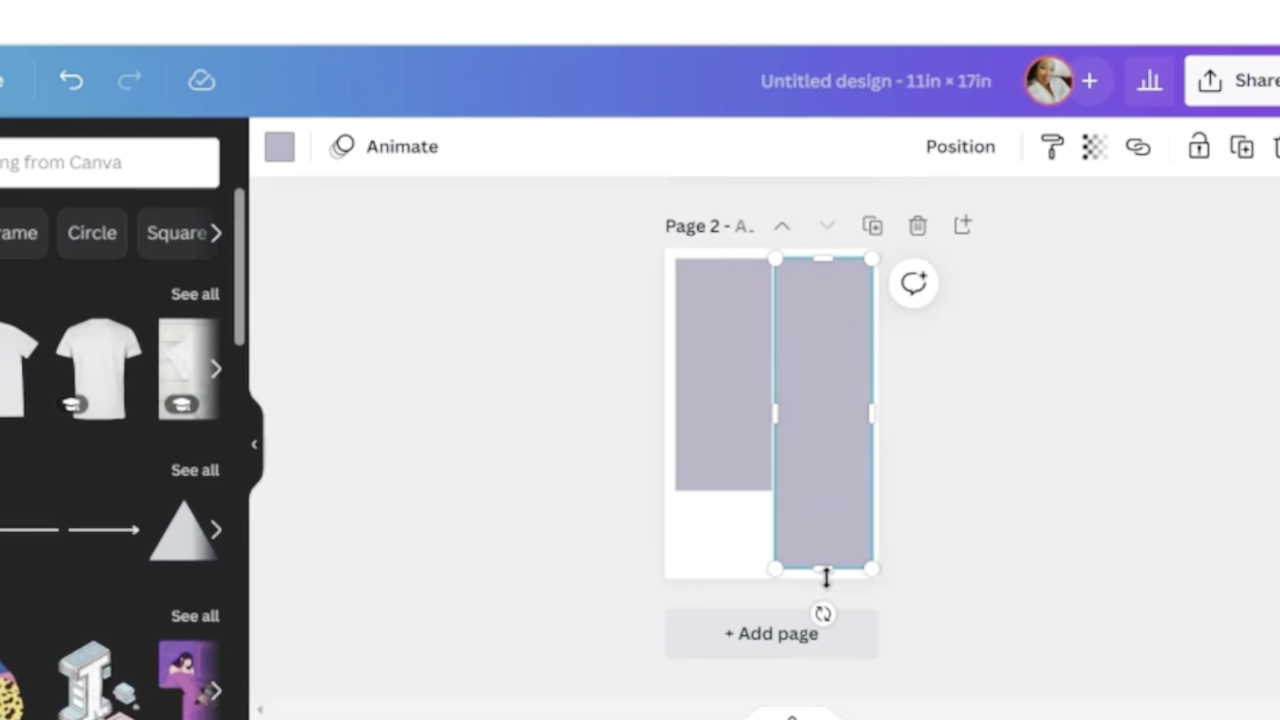 e
Untitled design - 11in × 17in
+
Share
ng from Canva
Animate
Position
ame
Circle
Square
Page 2 - A.
See all
See all
See all
+ Add page